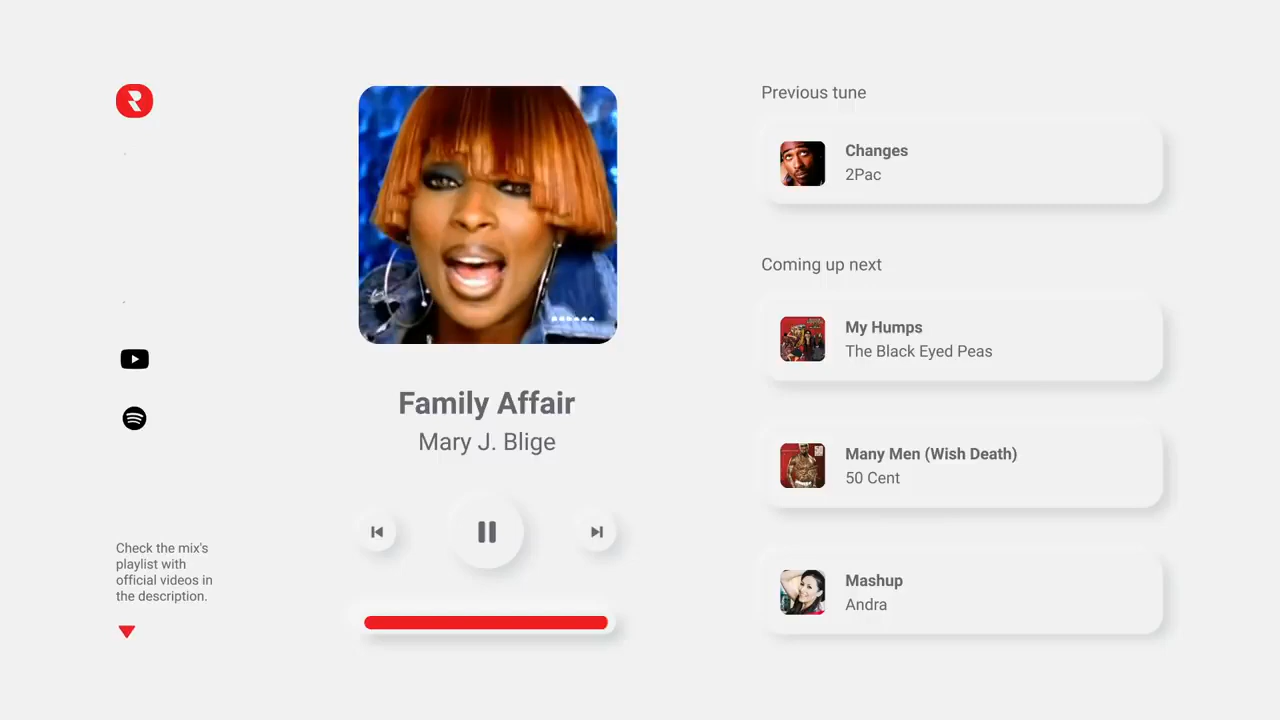 Family Affair
Mary J. Blige
Check the mix's
playlist with
official videos in
the description.
Previous tune
Changes
2Pac
Coming up next
My Humps
The Black Eyed Peas
Many Men (Wish Death)
50 Cent
Mashup
Andra